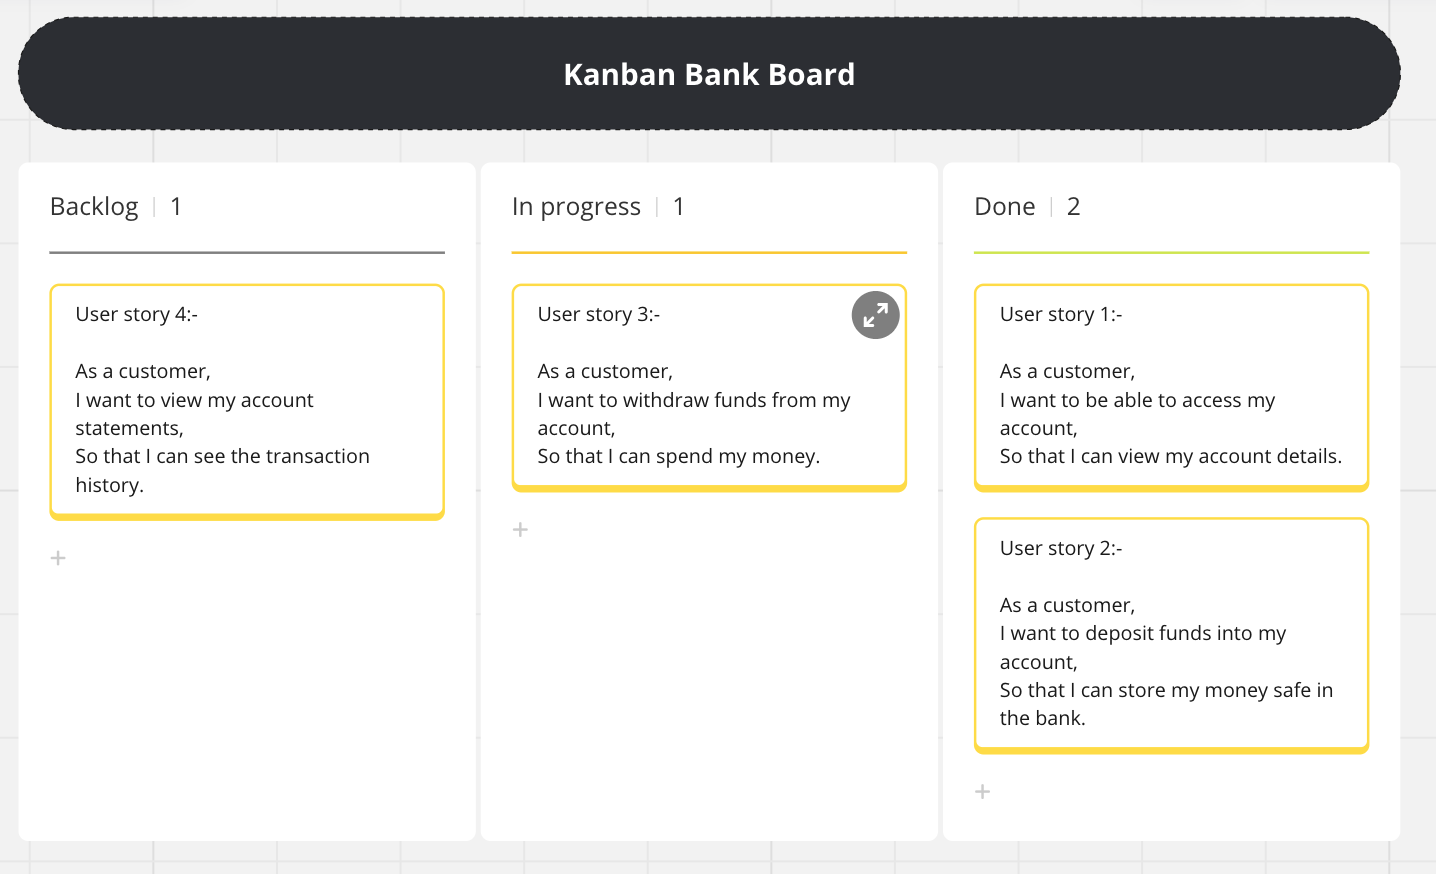 Kanban Bank Board
Backlog | 1
User story 4:-
As a customer,
I want to view my account
statements,
So that I can see the transaction
history.
In progress | 1
User story 3:-
As a customer,
I want to withdraw funds from my
account,
So that I can spend my money.
Done | 2
User story 1:-
As a customer,
I want to be able to access my
account,
So that I can view my account details.
User story 2:-
As a customer,
I want to deposit funds into my
account,
So that I can store my money safe in
the bank.